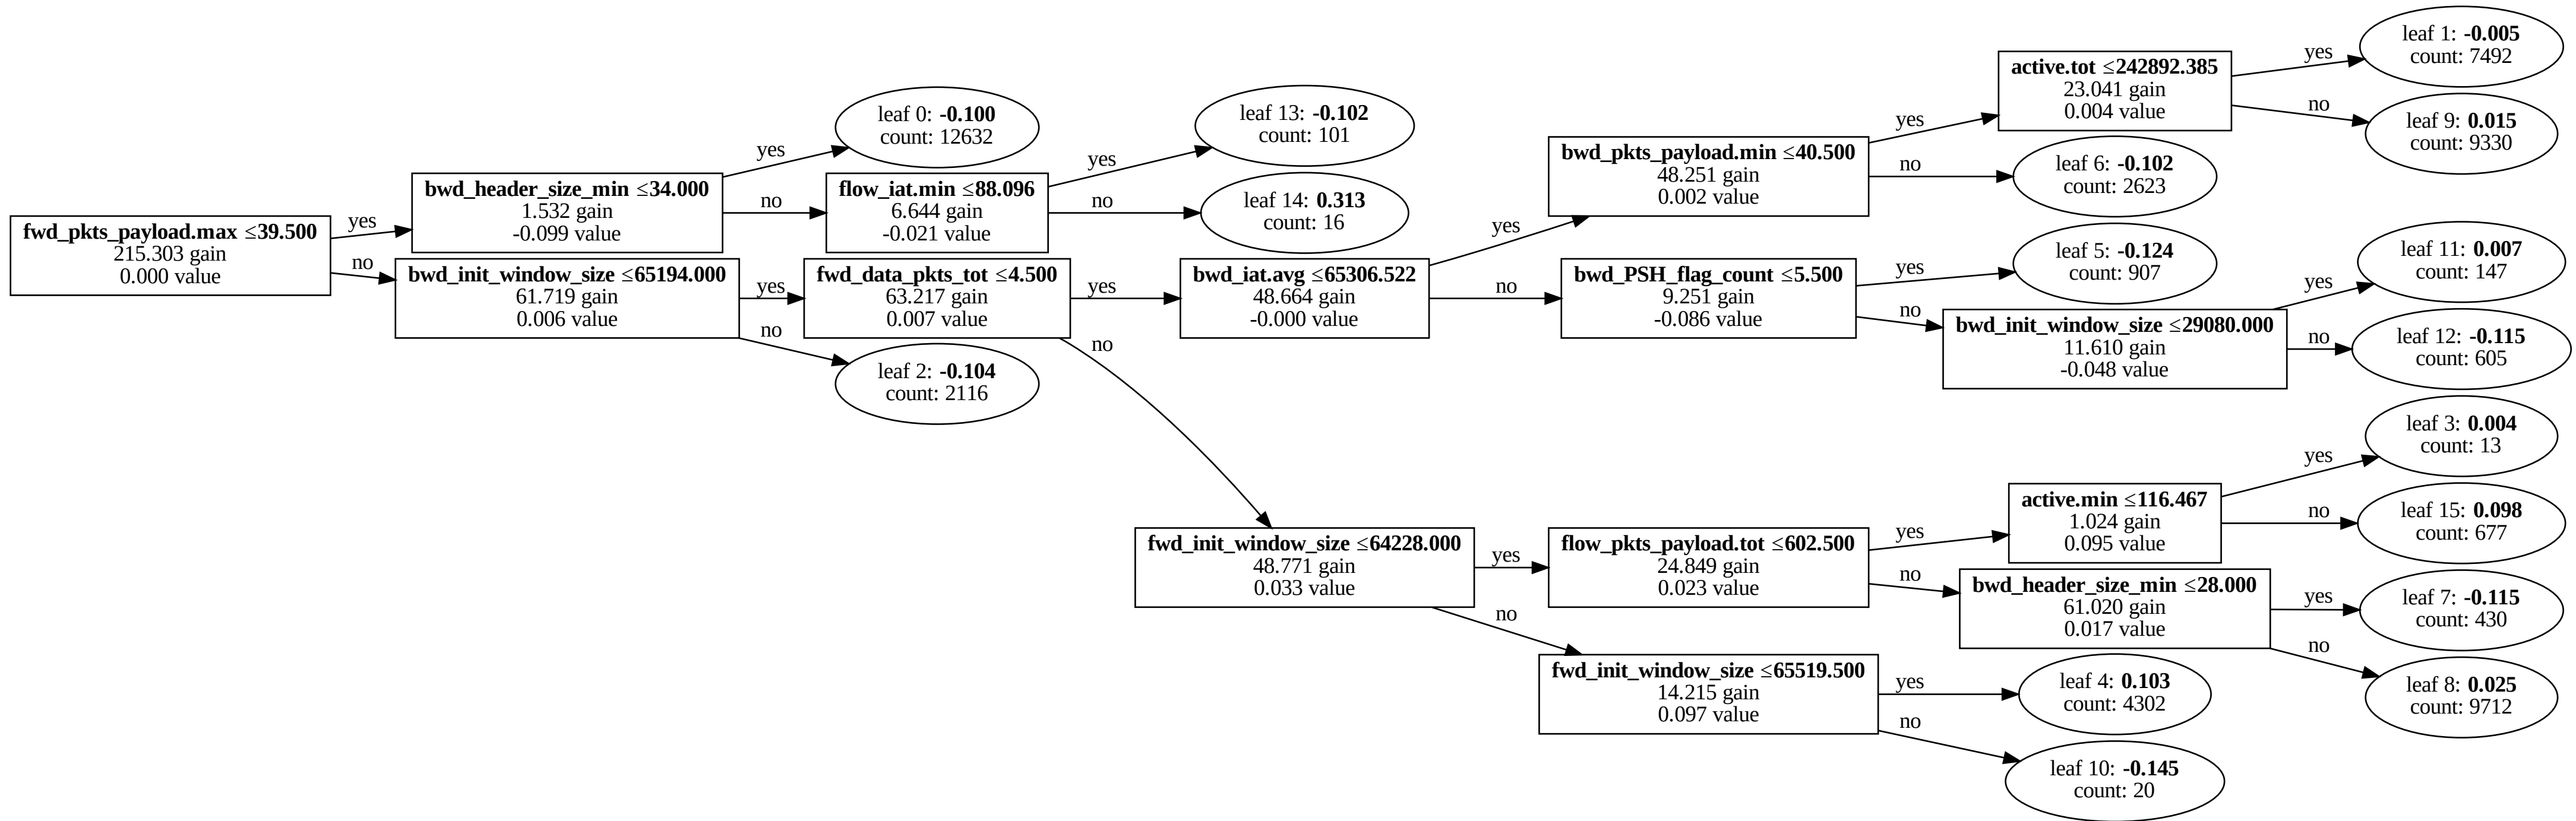 fwd_pkts_payload.max ≤39.500
215.303 gain
0.000 value
yes
no
bwd_header_size_min ≤34.000
1.532 gain
-0.099 value
bwd_init_window_size ≤65194.000
61.719 gain
0.006 value
yes
no
yes
no
leaf 0: -0.100
count: 12632
flow_iat.min ≤88.096
6.644 gain
-0.021 value
fwd_data_pkts_tot ≤4.500
63.217 gain
0.007 value
leaf 2: -0.104
count: 2116
yes
no
yes
no
leaf 13: -0.102
count: 101
leaf 14: 0.313
count: 16
bwd_iat.avg ≤65306.522
48.664 gain
-0.000 value
fwd_init_window_size ≤64228.000
48.771 gain
0.033 value
yes
no
yes
no
bwd_pkts_payload.min ≤40.500
48.251 gain
0.002 value
bwd_PSH_flag_count ≤5.500
9.251 gain
-0.086 value
flow_pkts_payload.tot ≤602.500
24.849 gain
0.023 value
fwd_init_window_size ≤65519.500
14.215 gain
0.097 value
yes
no
yes
no
yes
no
yes
no
active.tot ≤242892.385
23.041 gain
0.004 value
leaf 6: -0.102
count: 2623
leaf 5: -0.124
count: 907
bwd_init_window_size ≤29080.000
11.610 gain
-0.048 value
active.min ≤116.467
1.024 gain
0.095 value
bwd_header_size_min ≤28.000
61.020 gain
0.017 value
leaf 4: 0.103
count: 4302
leaf 10: -0.145
count: 20
yes
no
yes
no
yes
no
yes
no
leaf 1: -0.005
count: 7492
leaf 9: 0.015
count: 9330
leaf 11: 0.007
count: 147
leaf 12: -0.115
count: 605
leaf 3: 0.004
count: 13
leaf 15: 0.098
count: 677
leaf 7: -0.115
count: 430
leaf 8: 0.025
count: 9712